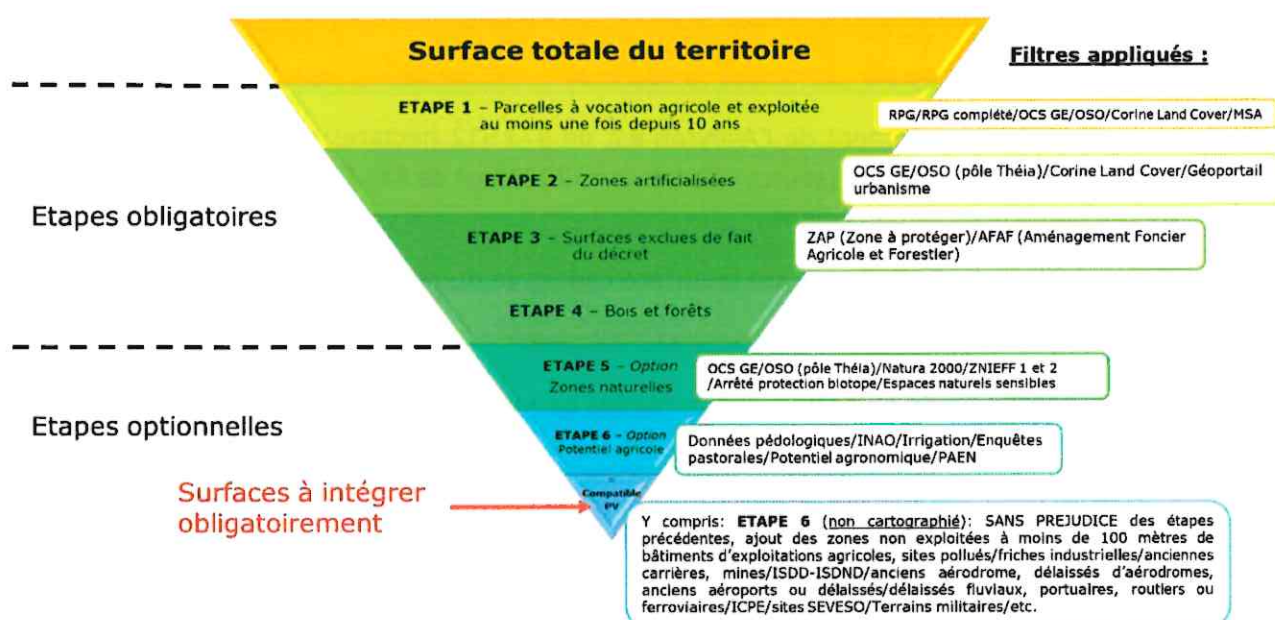 Surface totale du territoire
Filtres appliqués :
ETAPE 1 – Parcelles à vocation agricole et exploitée
au moins une fois depuis 10 ans
RPG/RPG complété/OCS GE/OSO/Corine Land Cover/MSA
ETAPE 2 – Zones artificialisées
OCS GE/OSO (pôle Théia)/Corine Land Cover/Géoportail
urbanisme
Etapes obligatoires
ETAPE 3 – Surfaces exclues de fait
du décret
ZAP (Zone à protéger)/AFAF (Aménagement Foncier
Agricole et Forestier)
ETAPE 4 – Bois et forêts
ETAPE 5 – Option
Zones naturelles
OCS GE/OSO (pôle Théia)/Natura 2000/ZNIEFF 1 et 2
/Arrêté protection biotope/Espaces naturels sensibles
Etapes optionnelles
ETAPE 6 – Option
Potentiel agricole
Données pédologiques/INAO/Irrigation/Enquêtes
pastorales/Potentiel agronomique/PAEN
Surfaces à intégrer
obligatoirement
Compatible
PV
Y compris: ETAPE 6 (non cartographié): SANS PREJUDICE des étapes
précédentes, ajout des zones non exploitées à moins de 100 mètres de
bâtiments d'exploitations agricoles, sites pollués/friches industrielles/anciennes
carrières, mines/ISDD-ISDND/anciens aérodrome, délaissés d'aérodromes,
anciens aéroports ou délaissés/délaissés fluviaux, portuaires, routiers ou
ferroviaires/ICPE/sites SEVESO/Terrains militaires/etc.